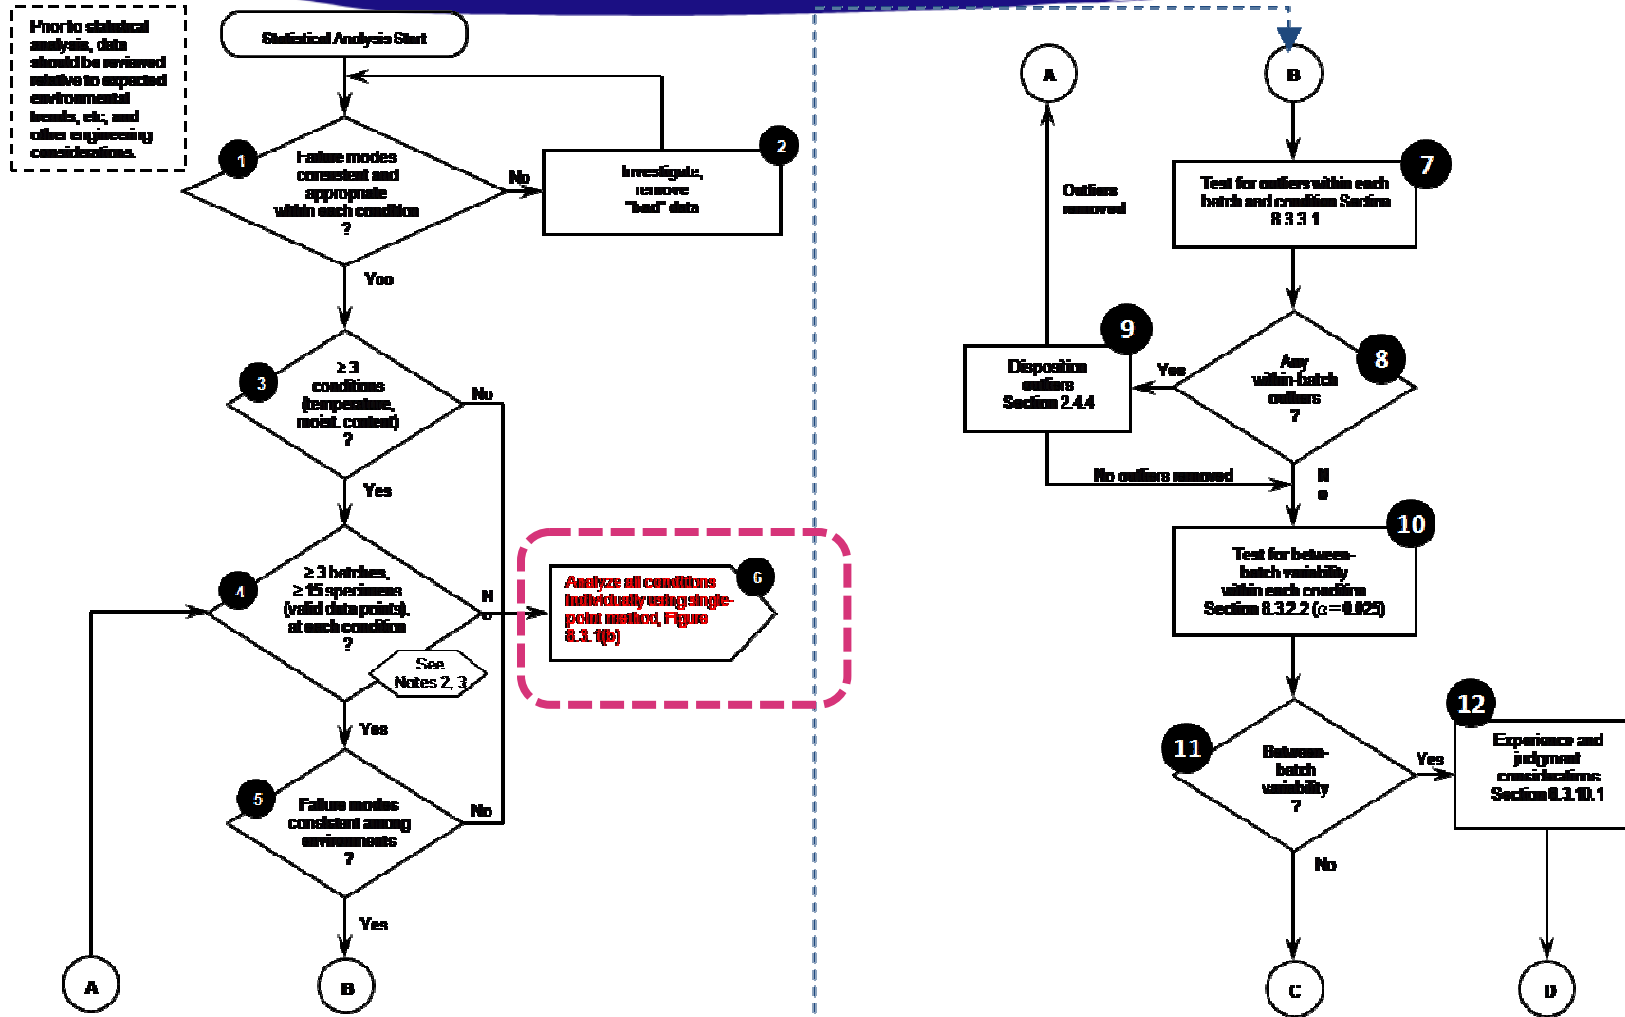 Prior to statistical
analysis, data
should be reviewed
relative to expected
environmental
trends, etc, and
other engineering
considerations.
Statistical Analysis Start
1
Failure modes
consistent and
appropriate
within each condition
?
No
2
Investigate,
remove
"bad" data
Yes
3
≥ 3
conditions
(temperature,
moist. content)
?
No
Yes
4
≥ 3 batches,
≥ 15 specimens
(valid data points),
at each condition
?
N
o
See
Notes 2, 3
6
Analyze all conditions
individually using single-
point method, Figure
8.3.1(b)
Yes
5
Failure modes
consistent among
environments
?
No
Yes
A
B
A
B
Outliers
removed
7
Test for outliers within each
batch and condition Section
8.3.3.1
8
Any
within-batch
outliers
?
Yes
9
Disposition
outliers
Section 2.4.4
No outliers removed
N
o
10
Test for between-
batch variability
within each condition
Section 8.3.2.2 (α=0.025)
11
Between-
batch
variability
?
Yes
12
Experience and
judgment
considerations
Section 8.3.10.1
No
C
D